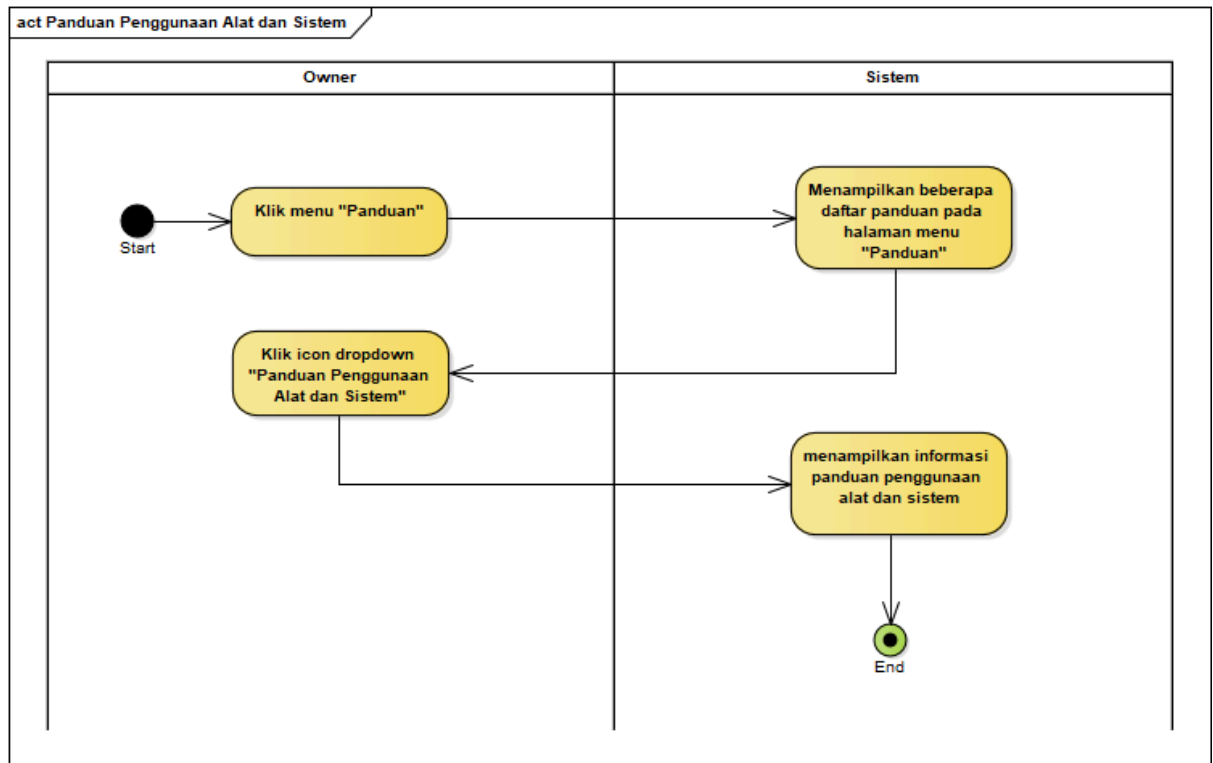 act Panduan Penggunaan Alat dan Sistem
Owner
Sistem
Start
Klik menu "Panduan"
Menampilkan beberapa
daftar panduan pada
halaman menu
"Panduan"
Klik icon dropdown
"Panduan Penggunaan
Alat dan Sistem"
menampilkan informasi
panduan penggunaan
alat dan sistem
End